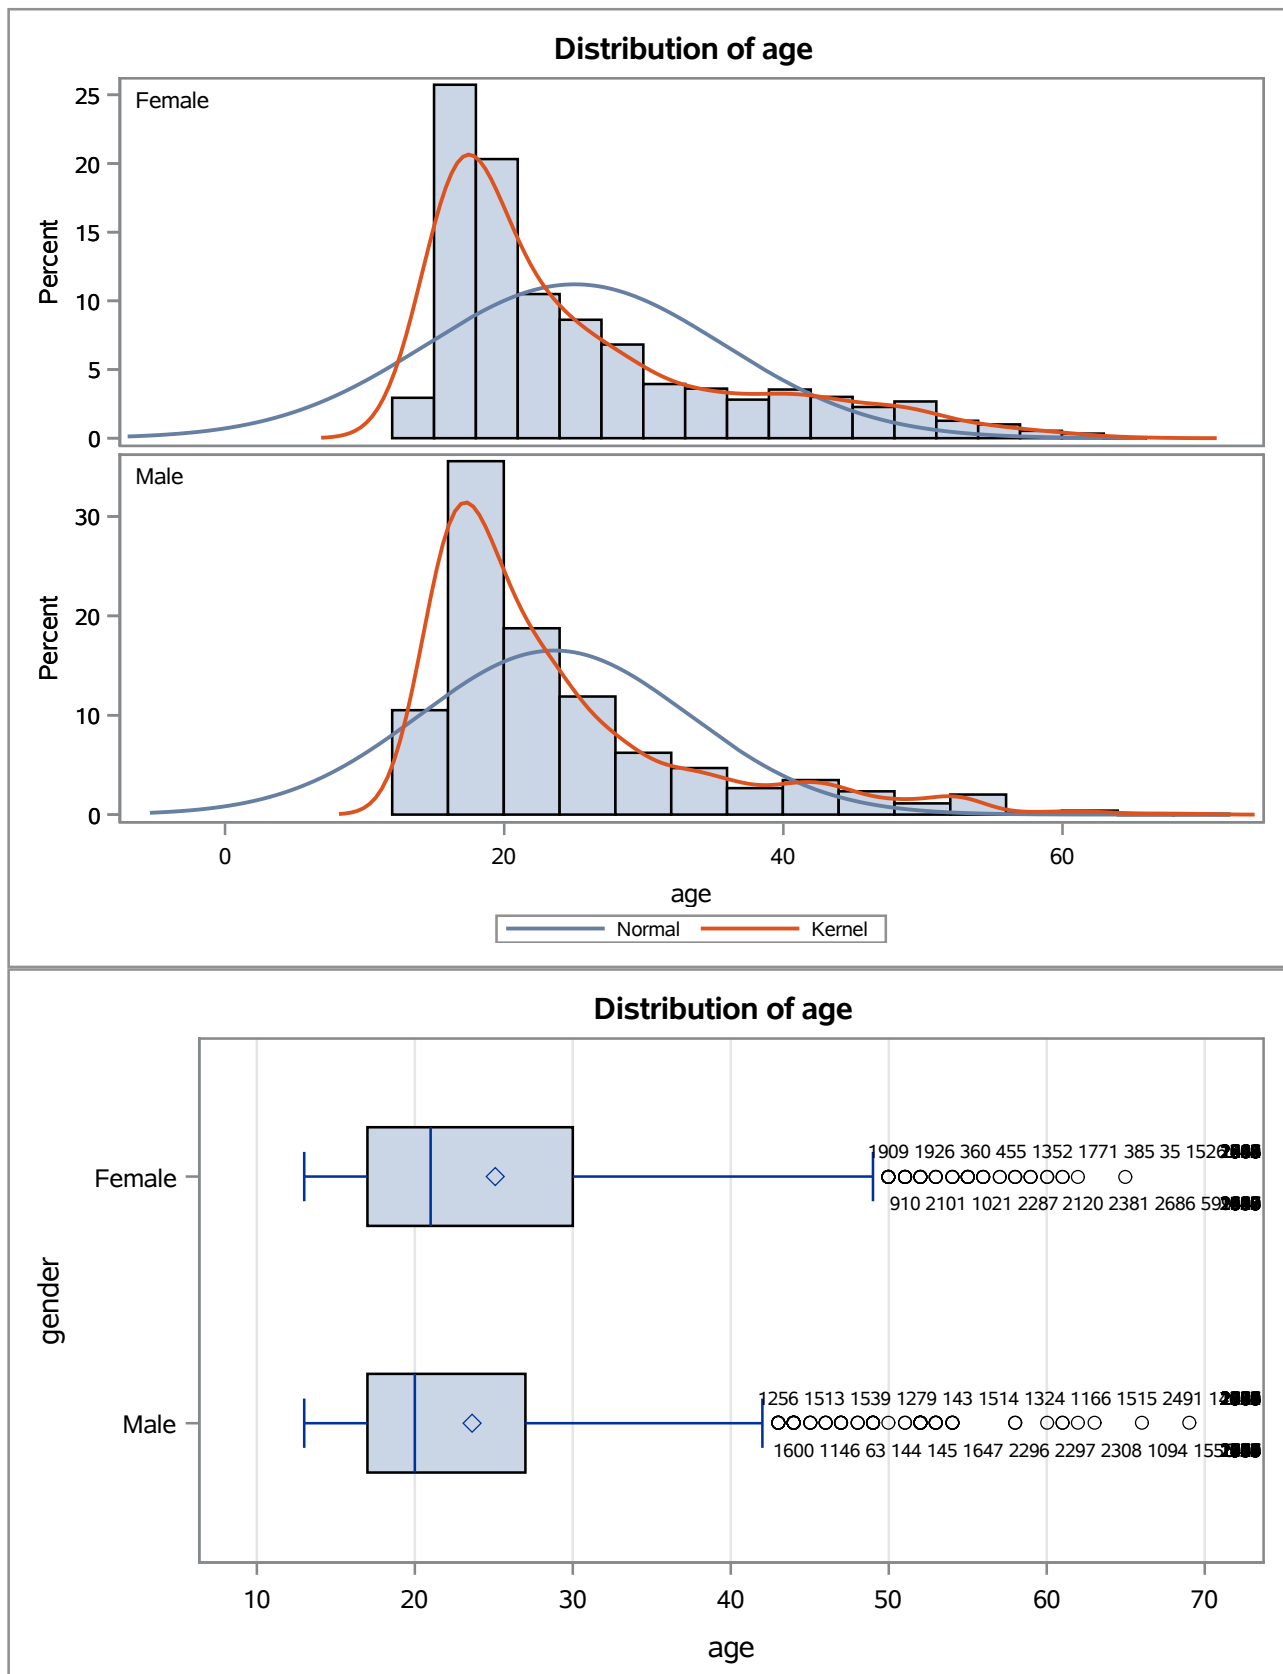 Distribution of age
Female
25
20
15
10
5
0
Percent
Male
30
20
10
0
Percent
0 20 40 60
age
Normal Kernel
Distribution of age
1909 1926 360 455 1352 1771 385 35 1526
Female
910 2101 1021 2287 2120 2381 2686
gender
1256 1513 1539 1279 143 1514 1324 1166 1515 2491
Male
1600 1146 63 144 145 1647 2296 2297 2308 1094
10 20 30 40 50 60 70
age